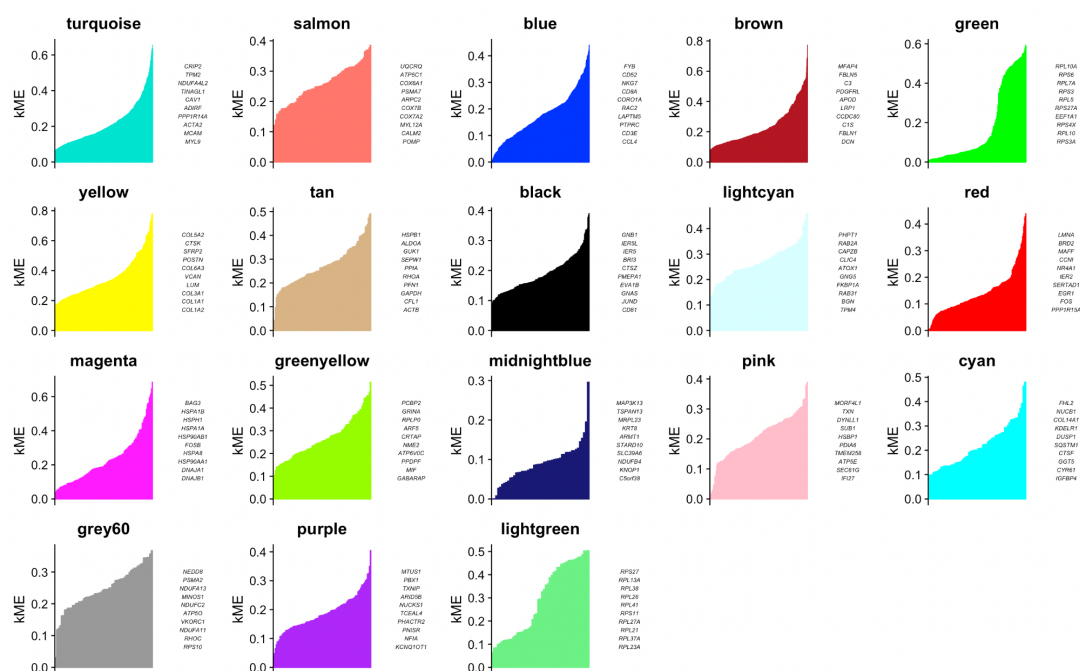 turquoise
kME
0.6
0.4
0.2
0.0
CRIP2
TPM2
NDUFA4L2
TINAGL1
CAV1
ADIRF
PPP1R14A
ACTA2
MCAM
MYL9
salmon
kME
0.4
0.3
0.2
0.1
0.0
UQCRQ
ATP5C1
COX6A1
PSMA7
ARPC2
COX7B
COX7A2
MYL12A
CALM2
POMP
blue
kME
0.4
0.3
0.2
0.1
0.0
FYB
CD52
NKG7
CD8A
CORO1A
RAC2
LAPTM5
PTPRC
CD3E
CCL4
brown
kME
0.8
0.6
0.4
0.2
0.0
MFAP4
FBLN5
C3
PDGFRL
APOD
LRP1
CCDC80
C1S
FBLN1
DCN
green
kME
0.6
0.4
0.2
0.0
RPL10A
RPS6
RPL7A
RPS3
RPL5
RPS27A
EEF1A1
RPS4X
RPL10
RPS3A
yellow
kME
0.8
0.6
0.4
0.2
0.0
COL5A2
CTSK
SFRP2
POSTN
COL6A3
VCAN
LUM
COL3A1
COL1A1
COL1A2
tan
kME
0.5
0.4
0.3
0.2
0.1
0.0
HSPB1
ALDOA
GUK1
SEPW1
PPIA
RHOA
PFN1
GAPDH
CFL1
ACTB
black
kME
0.4
0.3
0.2
0.1
0.0
GNB1
IER5L
IER5
BRI3
CTSZ
PMEPA1
EVA1B
GNAS
JUND
CD81
lightcyan
kME
0.4
0.3
0.2
0.1
0.0
PHPT1
RAB2A
CAPZB
CLIC4
ATOX1
GNG5
FKBP1A
RAB31
BGN
TPM4
red
kME
0.4
0.3
0.2
0.1
0.0
LMNA
BRD2
MAFF
CCNI
NR4A1
IER2
SERTAD1
EGR1
FOS
PPP1R15A
magenta
kME
0.6
0.4
0.2
0.0
BAG3
HSPA1B
HSPH1
HSPA1A
HSP90AB1
FOSB
HSPA8
HSP90AA1
DNAJA1
DNAJB1
greenyellow
kME
0.5
0.4
0.3
0.2
0.1
0.0
PCBP2
GRINA
RPLP0
ARF5
CRTAP
NME3
ATP6V0C
PPDPF
MIF
GABARAP
midnightblue
kME
0.3
0.2
0.1
0.0
MAP3K13
TSPAN13
MRPL33
KRT8
ARMT1
STARD10
SLC39A6
NDUFB4
KNOP1
C5orf38
pink
kME
0.4
0.3
0.2
0.1
0.0
MORF4L1
TXN
DYNLL1
SUB1
HSBP1
PDIA6
TMEM258
ATP5E
SEC61G
IFI27
cyan
kME
0.5
0.4
0.3
0.2
0.1
0.0
FHL2
NUCB1
COL14A1
KDELR1
DUSP1
SQSTM1
CTSF
GGT5
CYR61
IGFBP4
grey60
kME
0.3
0.2
0.1
0.0
NEDD8
PSMA2
NDUFA13
MINOS1
NDUFC2
ATP5O
VKORC1
NDUFA11
RHOC
RPS10
purple
kME
0.4
0.3
0.2
0.1
0.0
MTUS1
PBX1
TXNIP
ARID5B
NUCKS1
TCEAL4
PHACTR2
PNISR
NFIA
KCNQ1OT1
lightgreen
kME
0.5
0.4
0.3
0.2
0.1
0.0
RPS27
RPL13A
RPL38
RPL26
RPL41
RPS11
RPL27A
RPL21
RPL37A
RPL23A